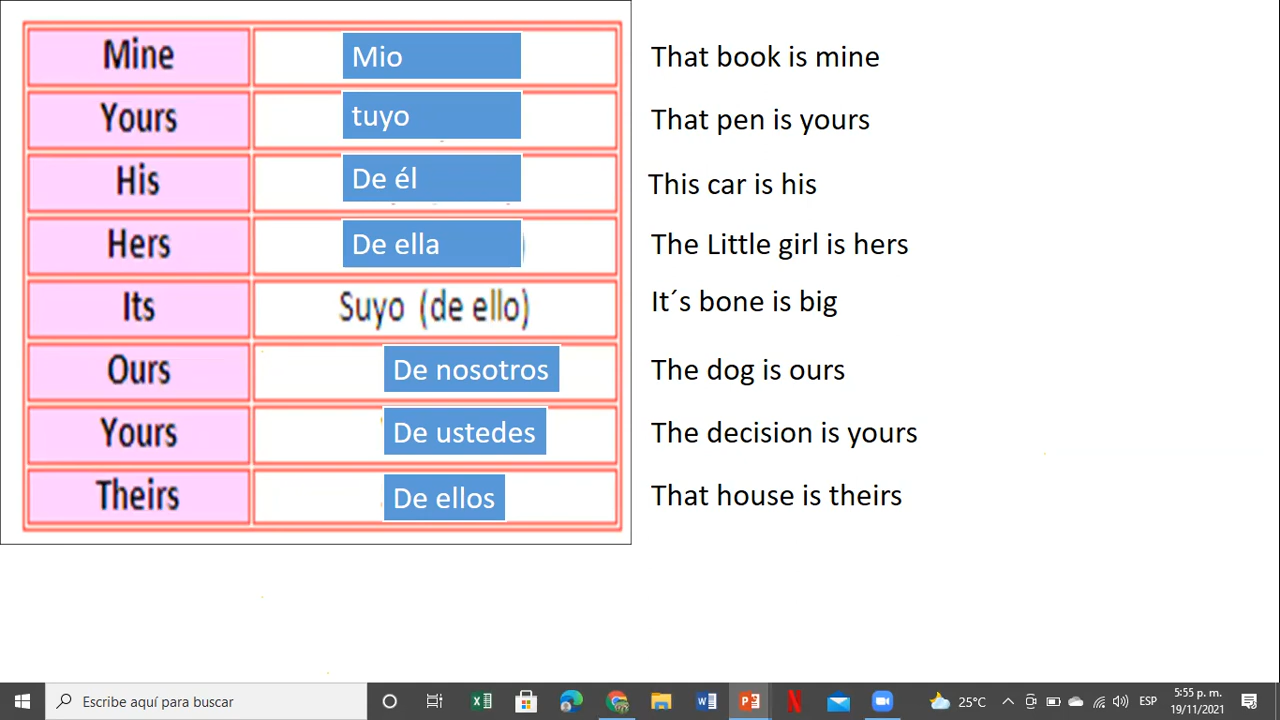 Mine Mio That book is mine
Yours tuyo That pen is yours
His De él This car is his
Hers De ella ) The Little girl is hers
Its Suyo (de ello) It´s bone is big
Ours De nosotros The dog is ours
Yours De ustedes The decision is yours
Theirs De ellos That house is theirs
Escribe aquí para buscar 25°C ESP 5:55 p. m.
19/11/2021